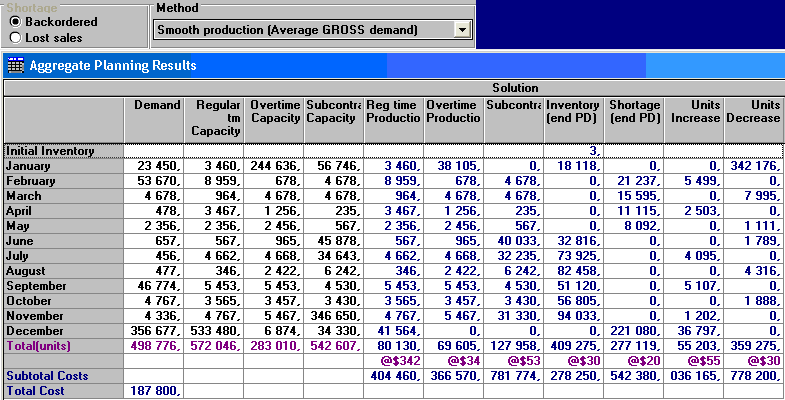 Shortage
Method
Backordered
Lost sales
Smooth production (Average GROSS demand)
Aggregate Planning Results
Solution
Demand Regular Overtime Subcontra Reg time Overtime Subcontra Inventory Shortage Units Units
tm Capacity Capacity Productio Productio (end PD) (end PD) Increase Decrease
Capacity
Initial Inventory 3,
January 23 450, 3 460, 244 636, 56 746, 3 460, 38 105, 0, 18 118, 0, 0, 342 176,
February 53 670, 8 959, 678, 4 678, 8 959, 678, 4 678, 0, 21 237, 5 499, 0,
March 4 678, 964, 4 678, 4 678, 964, 4 678, 4 678, 0, 15 595, 0, 7 995,
April 478, 3 467, 1 256, 235, 3 467, 1 256, 235, 0, 11 115, 2 503, 0,
May 2 356, 2 356, 2 456, 567, 2 356, 2 456, 567, 0, 8 092, 0, 1 111,
June 657, 567, 965, 45 878, 567, 965, 40 033, 32 816, 0, 0, 1 789,
July 456, 4 662, 4 668, 34 643, 4 662, 4 668, 32 235, 73 925, 0, 4 095, 0,
August 477, 346, 2 422, 6 242, 346, 2 422, 6 242, 82 458, 0, 0, 4 316,
September 46 774, 5 453, 5 453, 4 530, 5 453, 5 453, 4 530, 51 120, 0, 5 107, 0,
October 4 767, 3 565, 3 457, 3 430, 3 565, 3 457, 3 430, 56 805, 0, 0, 1 888,
November 4 336, 4 767, 5 467, 346 650, 4 767, 5 467, 31 330, 94 033, 0, 1 202, 0,
December 356 677, 533 480, 6 874, 34 330, 41 564, 0, 0, 0, 221 080, 36 797, 0,
Total(units) 498 776, 572 046, 283 010, 542 607, 80 130, 69 605, 127 958, 409 275, 277 119, 55 203, 359 275,
@$342 @$34 @$53 @$30 @$20 @$55 @$30
Subtotal Costs 404 460, 366 570, 781 774, 278 250, 542 380, 036 165, 778 200,
Total Cost 187 800,